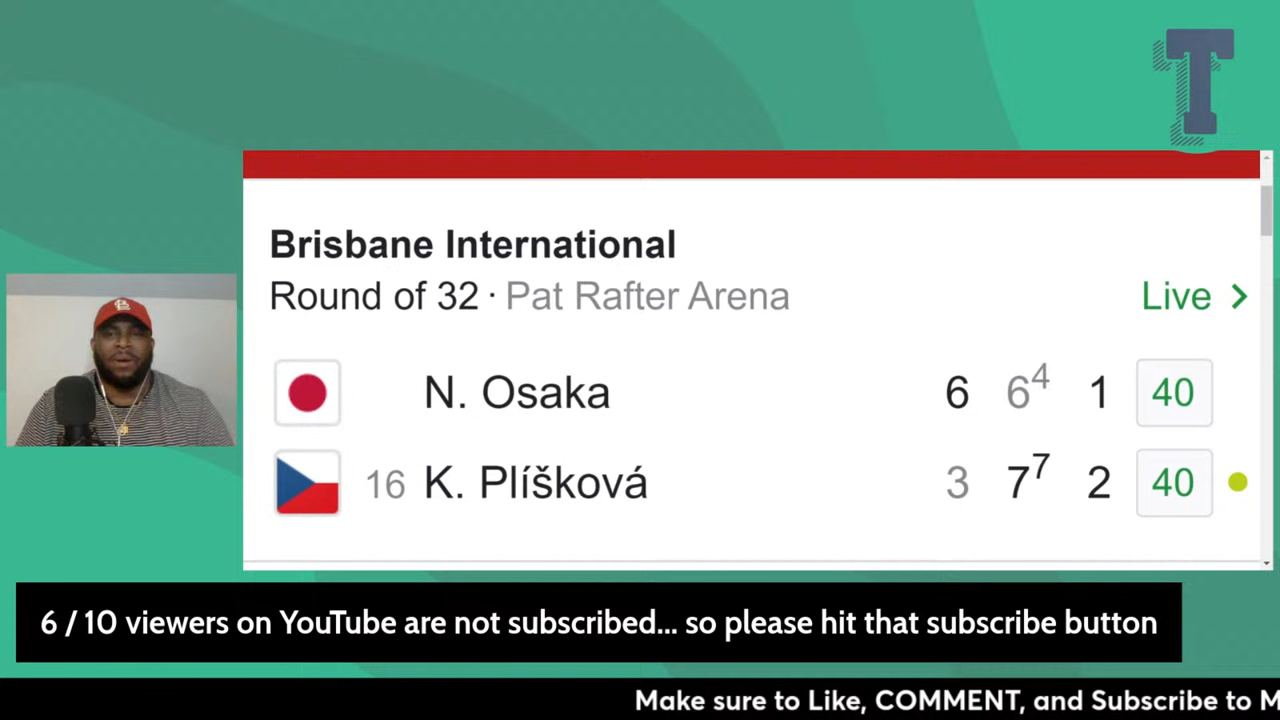 T
Brisbane International
Round of 32 · Pat Rafter Arena Live >
N. Osaka 6 6⁴ 1 40
16 K. Plíšková 3 7⁷ 2 40
6 / 10 viewers on YouTube are not subscribed... so please hit that subscribe button
Make sure to Like, COMMENT, and Subscribe to M